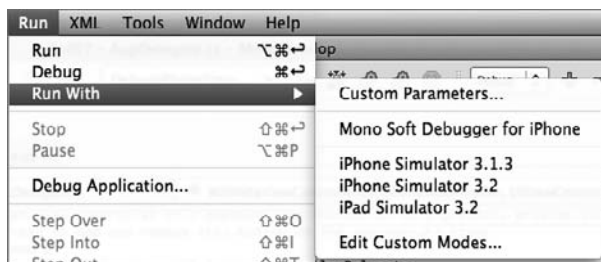 Run XML Tools Window Help
Run ⌥⌘↩
Debug ⌘↩
Run With ▶
Stop ⇧⌘↩
Pause ⌥⌘P
Debug Application...
Step Over ⇧⌘O
Step Into ⇧⌘I
Step Out ⇧⌘T
Custom Parameters...
Mono Soft Debugger for iPhone
iPhone Simulator 3.1.3
iPhone Simulator 3.2
iPad Simulator 3.2
Edit Custom Modes...